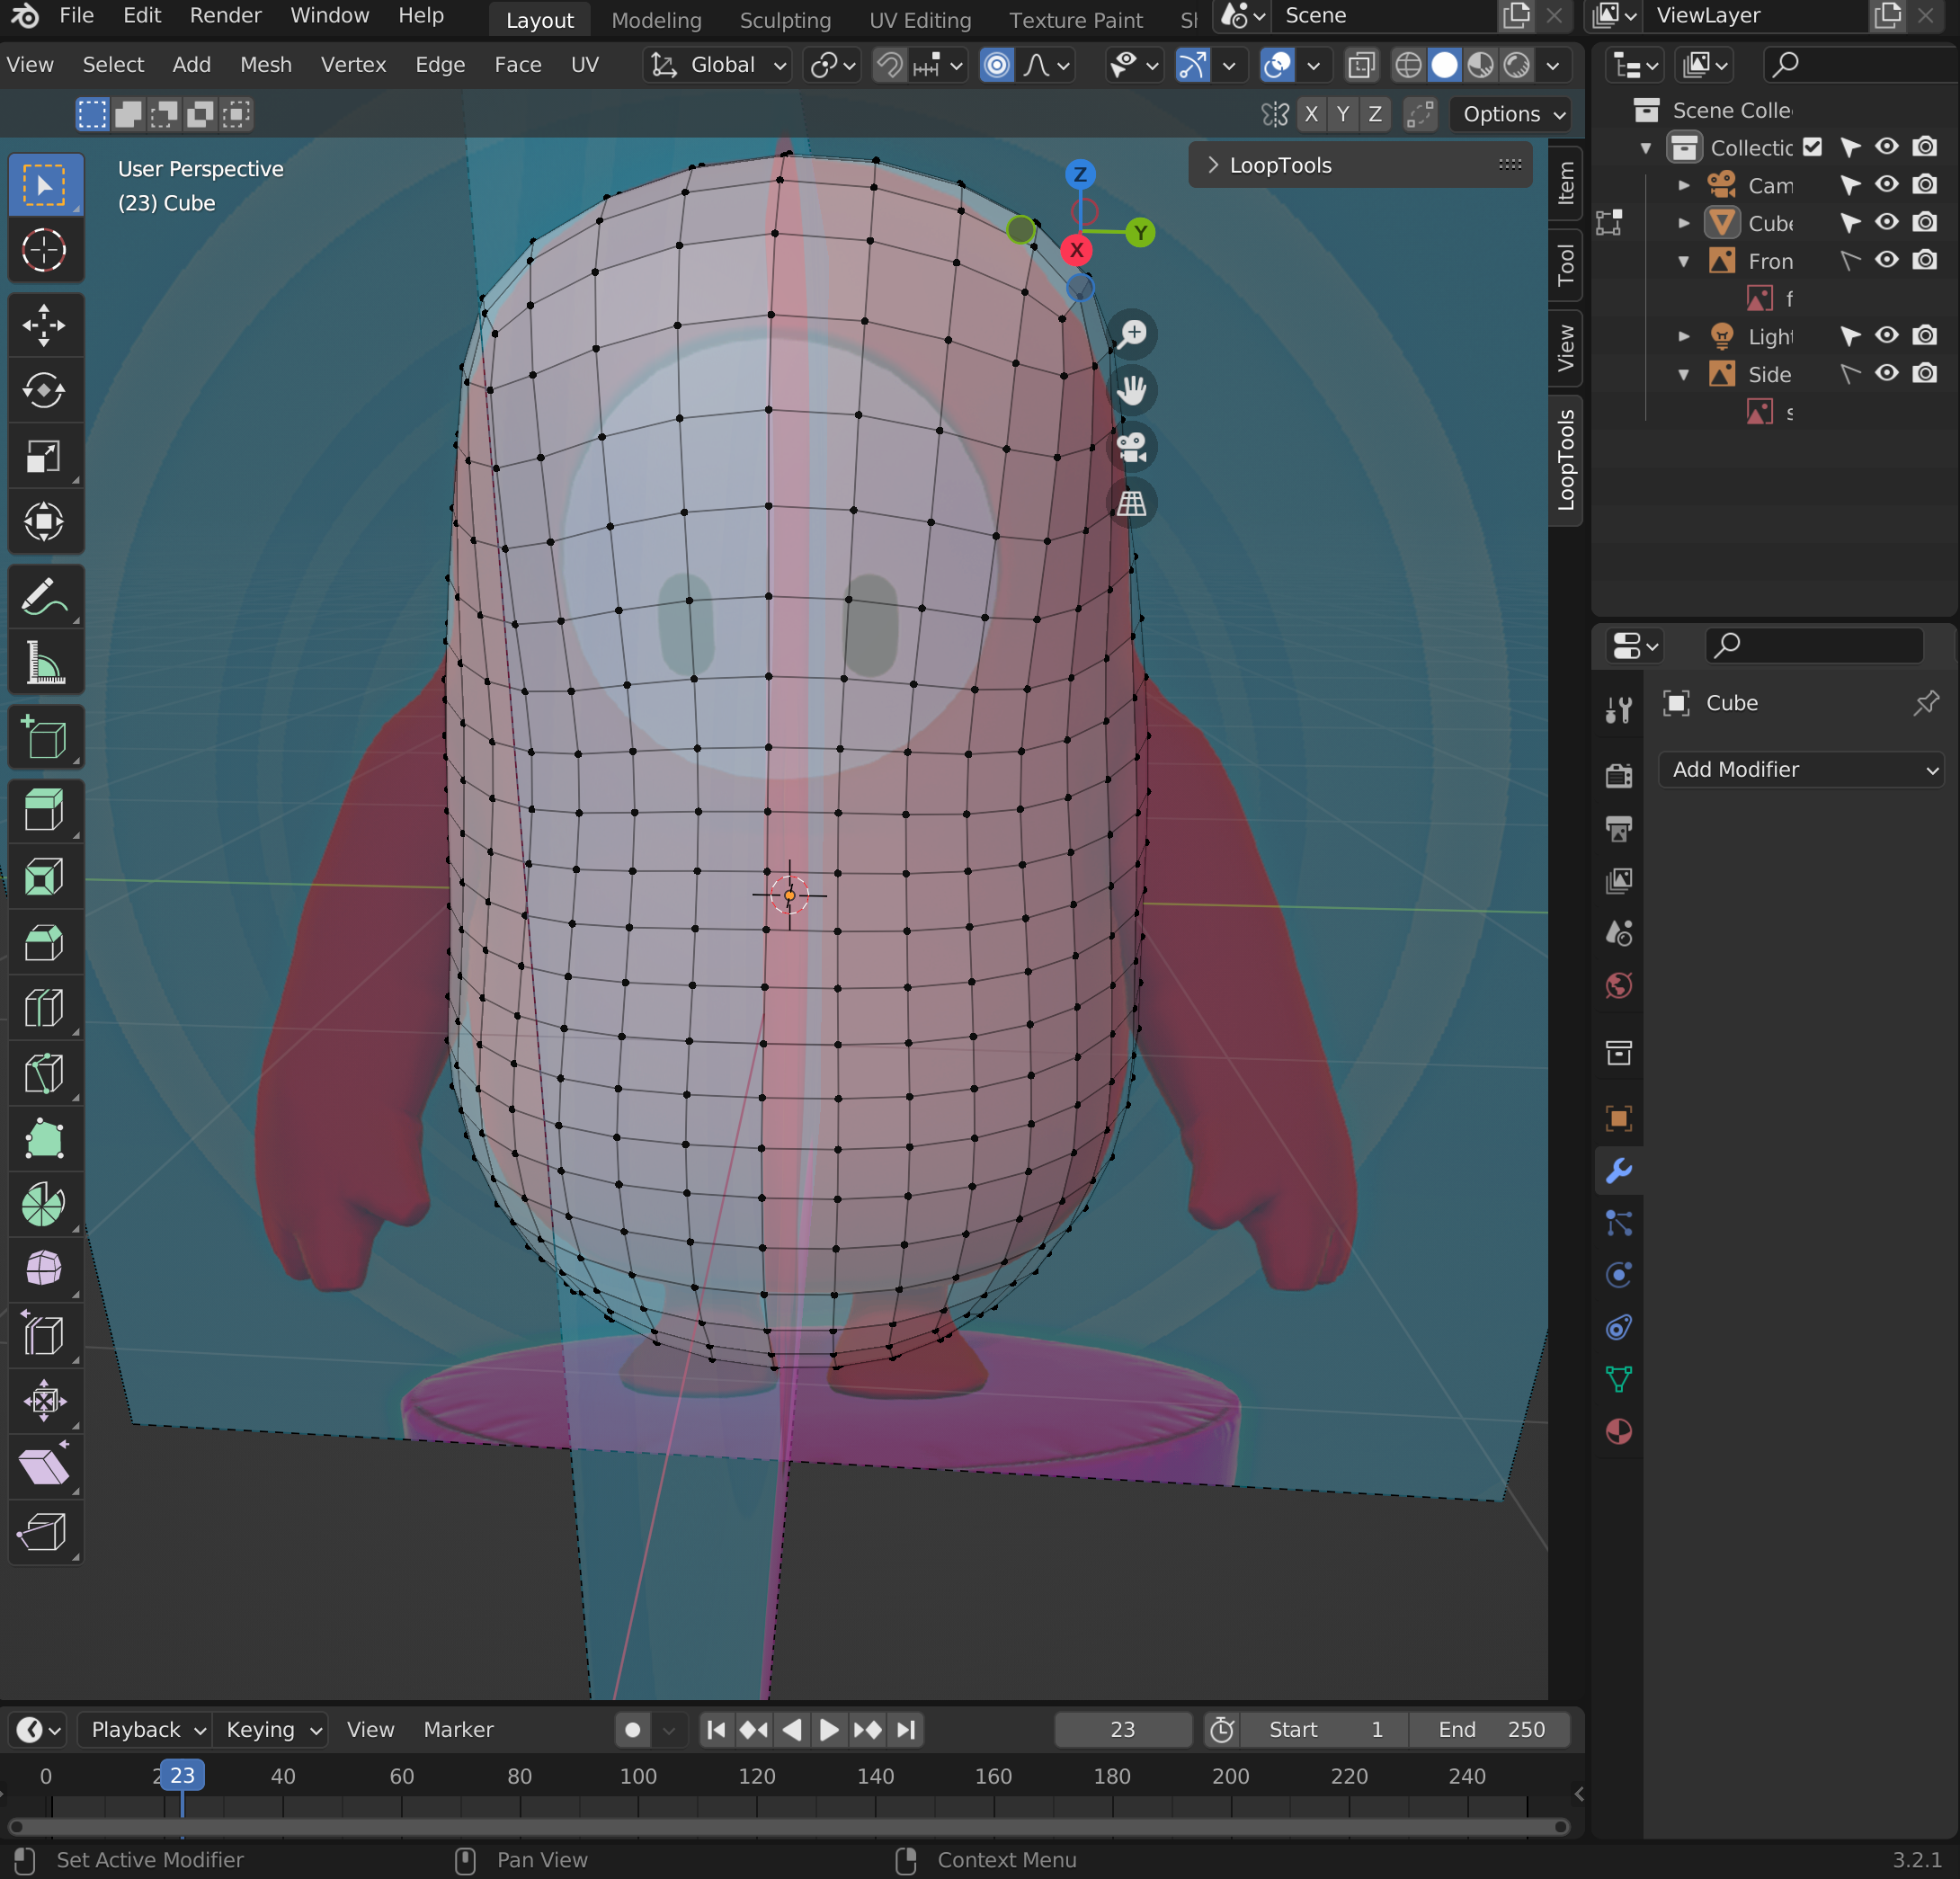 File Edit Render Window Help Layout Modeling Sculpting UV Editing Texture Paint Scene ViewLayer
View Select Add Mesh Vertex Edge Face UV Global
X Y Z Options
User Perspective
(23) Cube
LoopTools
Z
Y
X
Item
Tool
View
LoopTools
Scene Colle
Collectic
Cam
Cube
Fron
f
Ligh
Side
s
Cube
Add Modifier
Playback Keying View Marker 23 Start 1 End 250
0 23 40 60 80 100 120 140 160 180 200 220 240
Set Active Modifier Pan View Context Menu 3.2.1